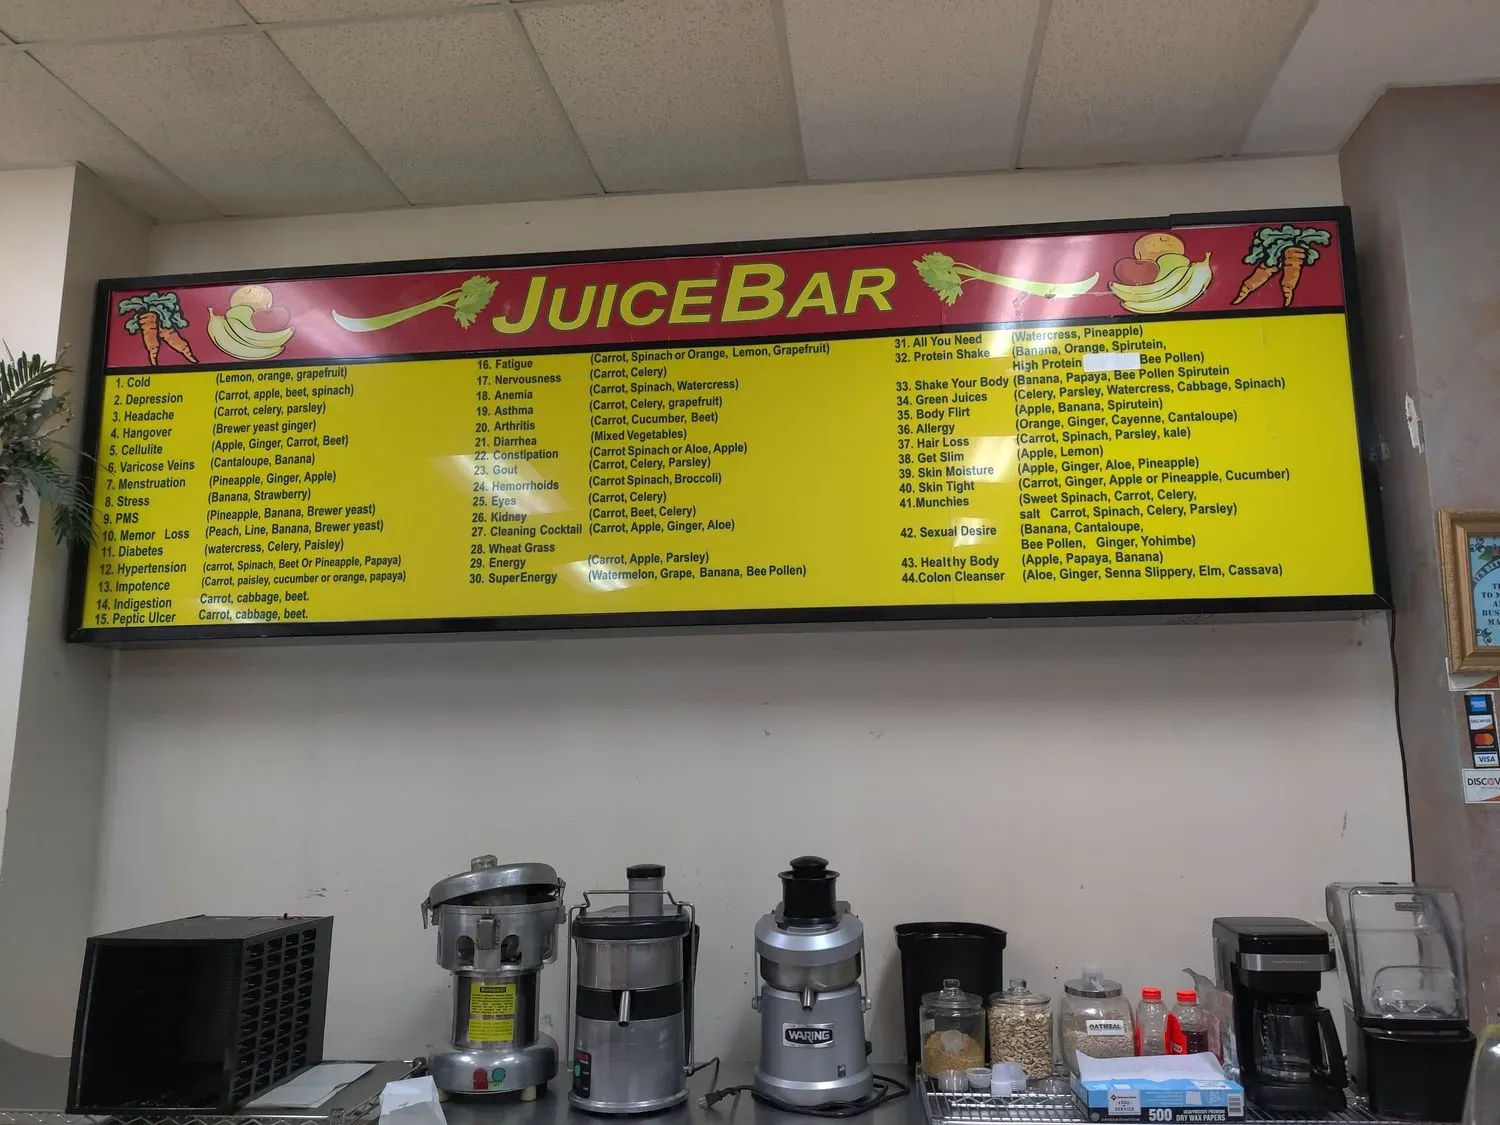 JUICEBAR
1. Cold (Lemon, orange, grapefruit)
2. Depression (Carrot, apple, beet, spinach)
3. Headache (Carrot, celery, parsley)
4. Hangover (Brewer yeast ginger)
5. Cellulite (Apple, Ginger, Carrot, Beet)
6. Varicose Veins (Cantaloupe, Banana)
7. Menstruation (Pineapple, Ginger, Apple)
8. Stress (Banana, Strawberry)
9. PMS (Pineapple, Banana, Brewer yeast)
10. Memor Loss (Peach, Line, Banana, Brewer yeast)
11. Diabetes (watercress, Celery, Paisley)
12. Hypertension (carrot, Spinach, Beet Or Pineapple, Papaya)
13. Impotence (Carrot, paisley, cucumber or orange, papaya)
14. Indigestion Carrot, cabbage, beet.
15. Peptic Ulcer Carrot, cabbage, beet.
16. Fatigue (Carrot, Spinach or Orange, Lemon, Grapefruit)
17. Nervousness (Carrot, Celery)
18. Anemia (Carrot, Spinach, Watercress)
19. Asthma (Carrot, Celery, grapefruit)
20. Arthritis (Carrot, Cucumber, Beet)
21. Diarrhea (Mixed Vegetables)
22. Constipation (Carrot Spinach or Aloe, Apple)
23. Gout (Carrot, Celery, Parsley)
24. Hemorrhoids (Carrot Spinach, Broccoli)
25. Eyes (Carrot, Celery)
26. Kidney (Carrot, Beet, Celery)
27. Cleaning Cocktail (Carrot, Apple, Ginger, Aloe)
28. Wheat Grass
29. Energy (Carrot, Apple, Parsley)
30. SuperEnergy (Watermelon, Grape, Banana, Bee Pollen)
31. All You Need (Watercress, Pineapple)
32. Protein Shake (Banana, Orange, Spirutein,
High Protein Bee Pollen)
33. Shake Your Body (Banana, Papaya, Bee Pollen Spirutein
34. Green Juices (Celery, Parsley, Watercress, Cabbage, Spinach)
35. Body Flirt (Apple, Banana, Spirutein)
36. Allergy (Orange, Ginger, Cayenne, Cantaloupe)
37. Hair Loss (Carrot, Spinach, Parsley, kale)
38. Get Slim (Apple, Lemon)
39. Skin Moisture (Apple, Ginger, Aloe, Pineapple)
40. Skin Tight (Carrot, Ginger, Apple or Pineapple, Cucumber)
41.Munchies (Sweet Spinach, Carrot, Celery,
salt Carrot, Spinach, Celery, Parsley)
42. Sexual Desire (Banana, Cantaloupe,
Bee Pollen, Ginger, Yohimbe)
43. Healthy Body (Apple, Papaya, Banana)
44.Colon Cleanser (Aloe, Ginger, Senna Slippery, Elm, Cassava)
DISCOVER
VISA
DISCOV
WARNING!
WARING
OATMEAL
500
HEAVYWEIGHT PREMIUM
DRY WAX PAPERS